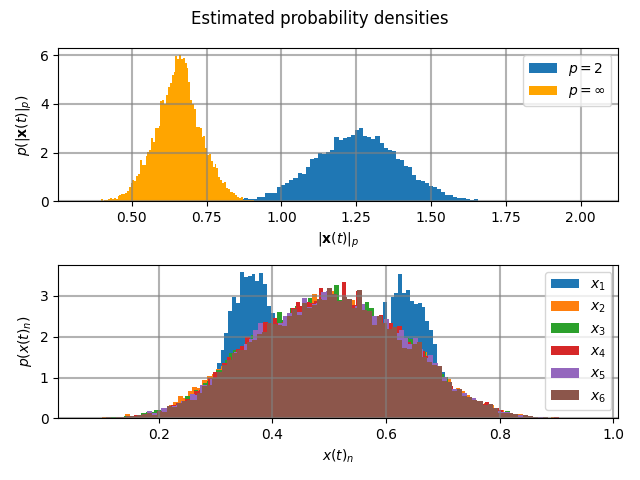 Estimated probability densities
6
4
2
0
p(|𝐱(t)|ₚ)
p = 2
p = ∞
0.50 0.75 1.00 1.25 1.50 1.75 2.00
|𝐱(t)|ₚ
3
2
1
0
p(x(t)ₙ)
x₁
x₂
x₃
x₄
x₅
x₆
0.2 0.4 0.6 0.8 1.0
x(t)ₙ